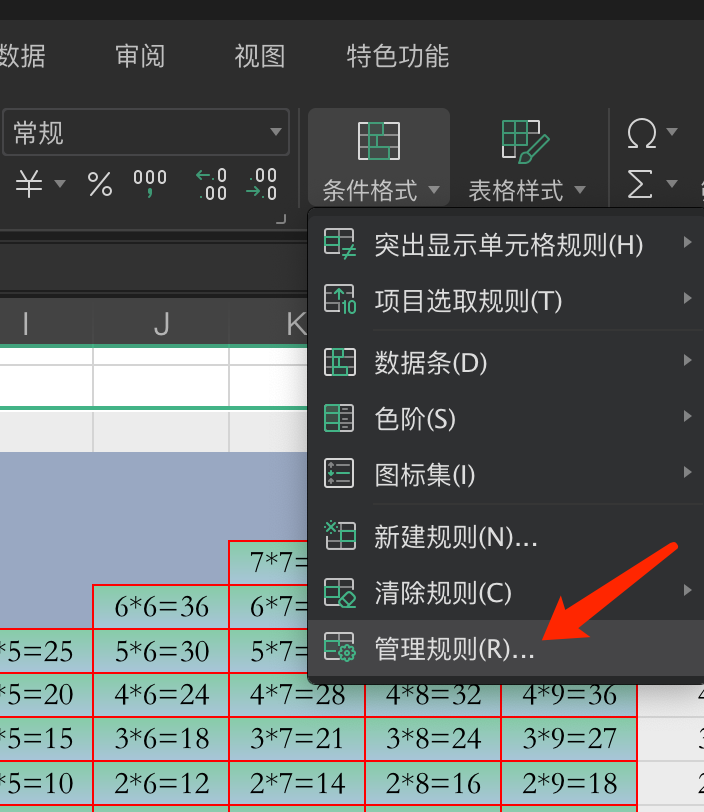 数据 审阅 视图 特色功能
常规
¥ % 000, ←.0 .00 .00 →.0
条件格式 表格样式 Ω Σ
突出显示单元格规则(H)
项目选取规则(T)
数据条(D)
色阶(S)
图标集(I)
新建规则(N)...
清除规则(C)
管理规则(R)...
I J K
7*7=
6*6=36 6*7=
*5=25 5*6=30 5*7=
*5=20 4*6=24 4*7=28 4*8=32 4*9=36
*5=15 3*6=18 3*7=21 3*8=24 3*9=27
*5=10 2*6=12 2*7=14 2*8=16 2*9=18